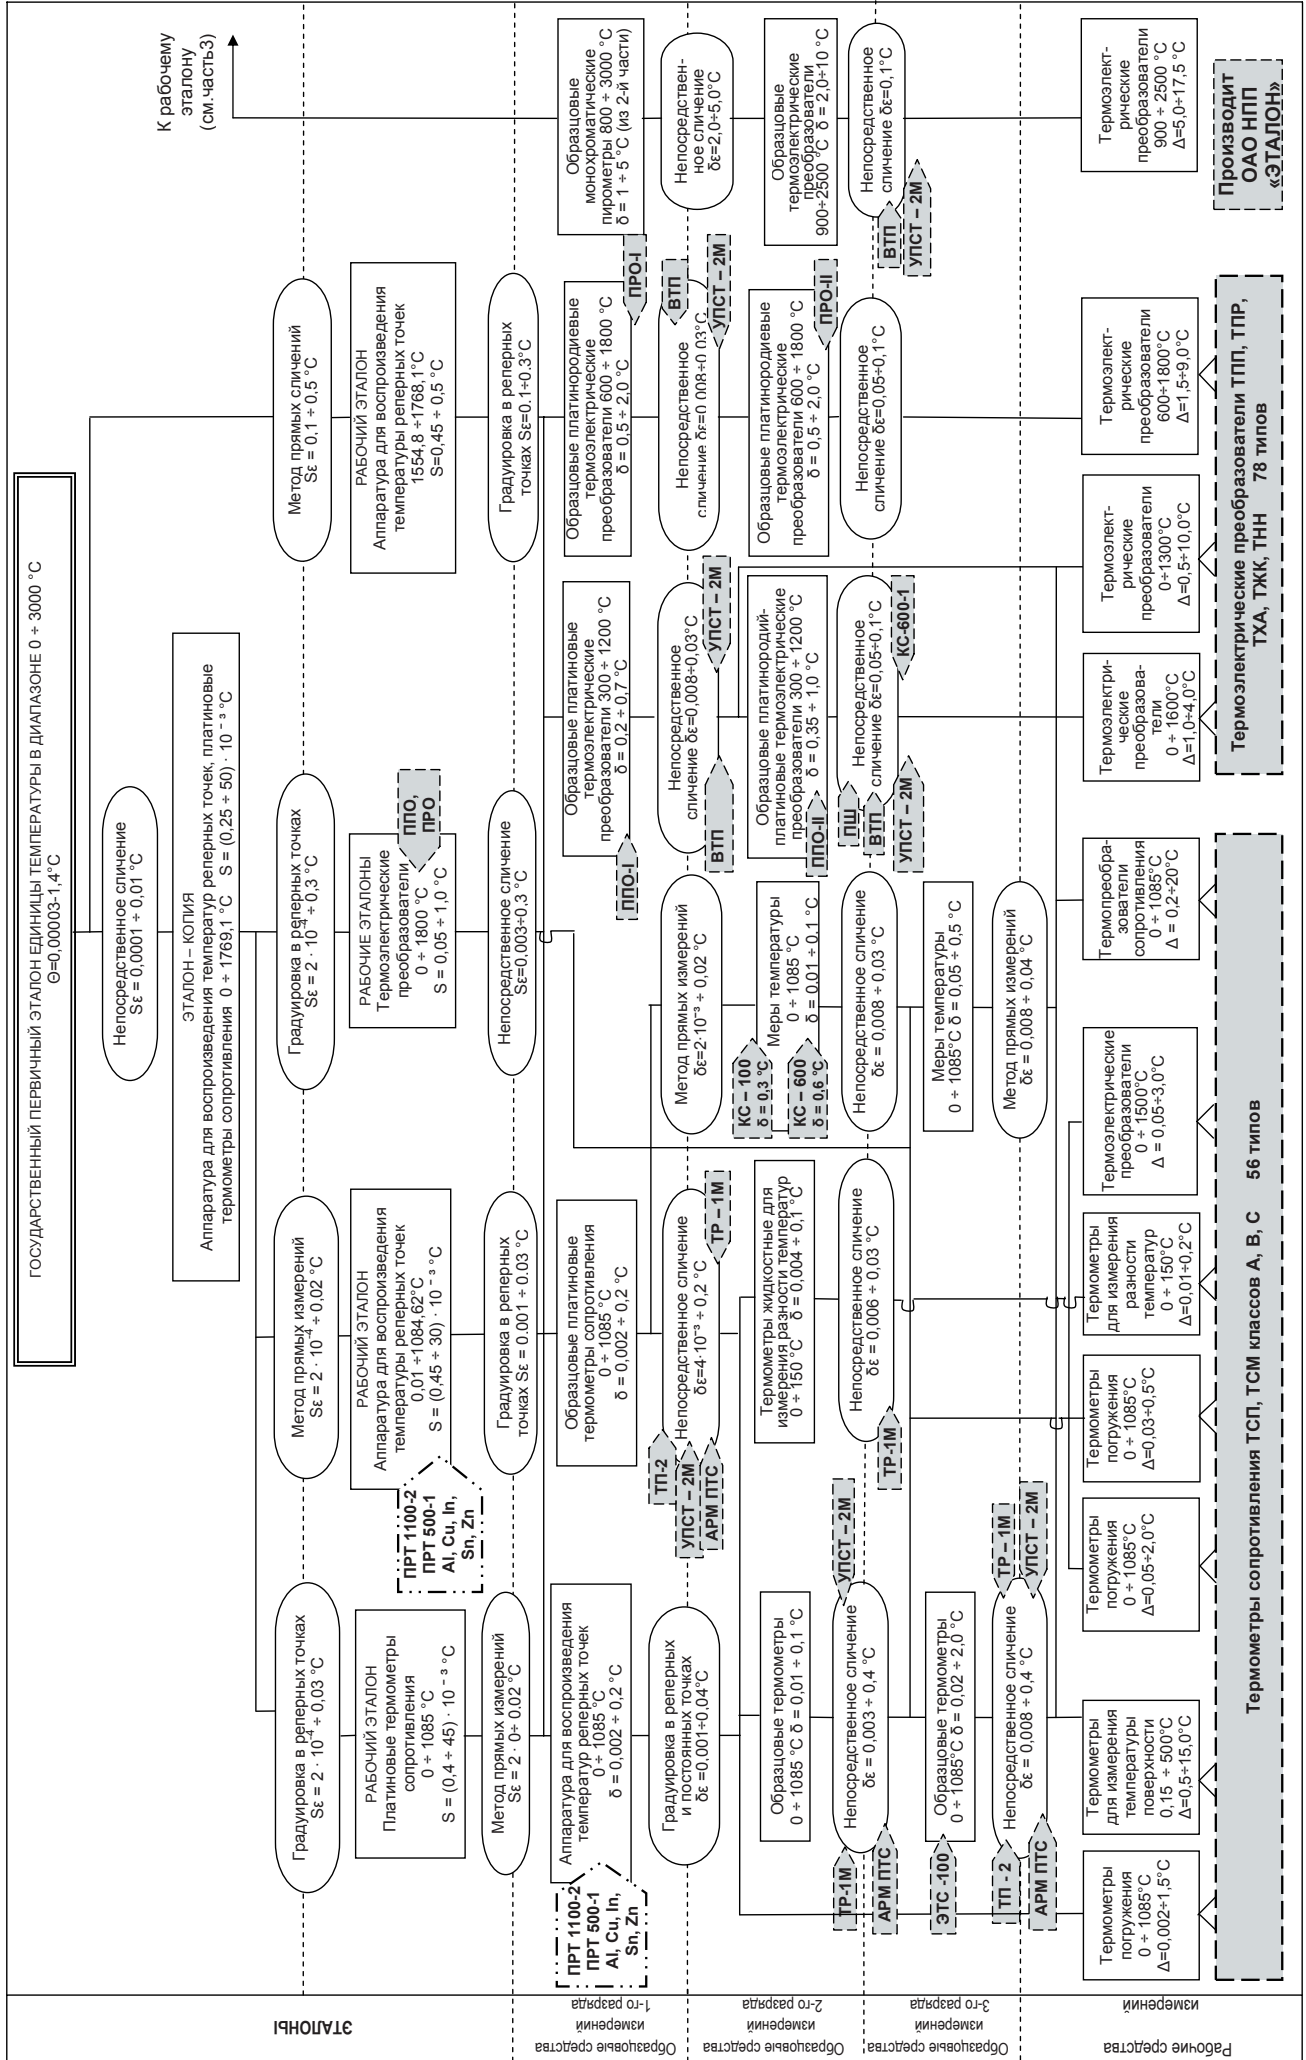 ГОСУДАРСТВЕННЫЙ ПЕРВИЧНЫЙ ЭТАЛОН ЕДИНИЦЫ ТЕМПЕРАТУРЫ В ДИАПАЗОНЕ 0 ÷ 3000 °С
Θ=0,00003-1,4°С
Непосредственное сличение
Sε = 0,0001 ÷ 0,01 °С
ЭТАЛОН – КОПИЯ
Аппаратура для воспроизведения температур реперных точек, платиновые
термометры сопротивления 0 ÷ 1769,1 °С S = (0,25 ÷ 50) · 10⁻³ °С
К рабочему
эталону
(см.часть3)
ЭТАЛОНЫ
Градуировка в реперных точках
Sε = 2 · 10⁻⁴ ÷ 0,03 °С
Метод прямых измерений
Sε = 2 · 10⁻⁴ ÷ 0,02 °С
Градуировка в реперных точках
Sε = 2 · 10⁻⁴ ÷ 0,3 °С
Метод прямых сличений
Sε = 0,1 ÷ 0,5 °С
РАБОЧИЙ ЭТАЛОН
Платиновые термометры
сопротивления
0 ÷ 1085 °С
S = (0,4 ÷ 45) · 10⁻³ °С
РАБОЧИЙ ЭТАЛОН
Аппаратура для воспроизведения
температуры реперных точек
0,01 ÷1084,62°С
S = (0,45 ÷ 30) · 10⁻³ °С
ПРТ 1100-2
ПРТ 500-1
Al, Cu, In,
Sn, Zn
РАБОЧИЕ ЭТАЛОНЫ
Термоэлектрические
преобразователи
0 ÷ 1800 °С
S = 0,05 ÷ 1,0 °С
ППО,
ПРО
РАБОЧИЙ ЭТАЛОН
Аппаратура для воспроизведения
температуры реперных точек
1554,8 ÷1768,1°С
S=0,45 ÷ 0,5 °С
Метод прямых измерений
Sε = 2 · 0÷ 0,02 °С
Градуировка в реперных
точках Sε = 0.001 ÷ 0.03 °С
Непосредственное сличение
Sε=0,003÷0,3 °С
Градуировка в реперных
точках Sε=0.1÷0.3°С
Образцовые средства
измерений
1-го разряда
Аппаратура для воспроизведения
температур реперных точек
0 ÷ 1085 °С
δ = 0,002 ÷ 0,2 °С
ПРТ 1100-2
ПРТ 500-1
Al, Cu, In,
Sn, Zn
Образцовые платиновые
термометры сопротивления
0 ÷ 1085 °С
δ = 0,002 ÷ 0,2 °С
Образцовые платиновые
термоэлектрические
преобразователи 300 ÷ 1200 °С
δ = 0,2 ÷ 0,7 °С
ППО-I
Образцовые платинородиевые
термоэлектрические
преобразователи 600 ÷ 1800 °С
δ = 0,5 ÷ 2,0 °С
ПРО-I
Образцовые
монохроматические
пирометры 800 ÷ 3000 °С
δ = 1 ÷ 5 °С (из 2-й части)
Градуировка в реперных
и постоянных точках
δε=0.001÷0.04°С
Непосредственное сличение
δε=4·10⁻³ ÷ 0,2 °С
ТП-2
УПСТ – 2М
АРМ ПТС
ТР – 1М
Метод прямых измерений
δε=2·10⁻³ ÷ 0,02 °С
Непосредственное
сличение δε=0,008÷0,03°С
ВТП
УПСТ – 2М
Непосредственное
сличение δε=0.008÷0.03°С
ВТП
УПСТ – 2М
Непосредствен-
ное сличение
δε=2,0÷5,0°С
Образцовые средства
измерений
2-го разряда
Образцовые термометры
0 ÷ 1085 °С δ = 0,01 ÷ 0,1 °С
Термометры жидкостные для
измерения разности температур
0 ÷ 150 °С δ = 0,004 ÷ 0,1 °С
Меры температуры
0 ÷ 1085 °С
δ = 0.01 ÷ 0.1 °С
КС – 100
δ = 0,3 °С
КС – 600
δ = 0,6 °С
Образцовые платинородий-
платиновые термоэлектрические
преобразователи 300 ÷ 1200 °С
δ = 0,35 ÷ 1,0 °С
ППО-II
Образцовые платинородиевые
термоэлектрические
преобразователи 600 ÷ 1800 °С
δ = 0,5 ÷ 2,0 °С
ПРО-II
Образцовые
термоэлектрические
преобразователи
900÷2500 °С δ = 2,0÷10 °С
Непосредственное сличение
δε = 0,003 ÷ 0,4 °С
УПСТ – 2М
ТР-1М
АРМ ПТС
Непосредственное сличение
δε = 0,006 ÷ 0,03 °С
ТР-1М
Непосредственное сличение
δε = 0,008 ÷ 0,03 °С
Непосредственное
сличение δε=0,05÷0,1°С
ПШ
ВТП
УПСТ – 2М
КС-600-1
Непосредственное
сличение δε=0,05÷0,1°С
Непосредственное
сличение δε=0,1°С
ВТП
УПСТ – 2М
Образцовые средства
измерений
3-го разряда
Образцовые термометры
0 ÷ 1085°С δ = 0,02 ÷ 2,0 °С
ЭТС -100
Меры температуры
0 ÷ 1085°С δ = 0,05 ÷ 0,5 °С
Непосредственное сличение
δε = 0,008 ÷ 0,4 °С
ТР – 1М
УПСТ – 2М
ТП - 2
АРМ ПТС
Метод прямых измерений
δε = 0,008 ÷ 0,04 °С
Рабочие средства
измерений
Термометры
погружения
0 ÷ 1085°С
Δ=0,002÷1,5°С
Термометры
для измерения
температуры
поверхности
0,15 ÷ 500°С
Δ=0,5÷15,0°С
Термометры
погружения
0 ÷ 1085°С
Δ=0,05÷2,0°С
Термометры
погружения
0 ÷ 1085°С
Δ=0,03÷0,5°С
Термометры
для измерения
разности
температур
0 ÷ 150°С
Δ=0,01÷0,2°С
Термоэлектрические
преобразователи
0 ÷ 1500°С
Δ = 0,05÷3,0°С
Термопреобра-
зователи
сопротивления
0 ÷ 1085°С
Δ = 0,2÷20°С
Термоэлектри-
ческие
преобразова-
тели
0 ÷ 1600°С
Δ=1,0÷4,0°С
Термоэлект-
рические
преобразователи
0÷1300°С
Δ=0,5÷10,0°С
Термоэлект-
рические
преобразователи
600÷1800°С
Δ=1,5÷9,0°С
Термоэлект-
рические
преобразователи
900 ÷ 2500 °С
Δ=5,0÷17,5 °С
Термометры сопротивления ТСП, ТСМ классов А, В, С 56 типов
Термоэлектрические преобразователи ТПП, ТПР,
ТХА, ТЖК, ТНН 78 типов
Производит
ОАО НПП
«ЭТАЛОН»